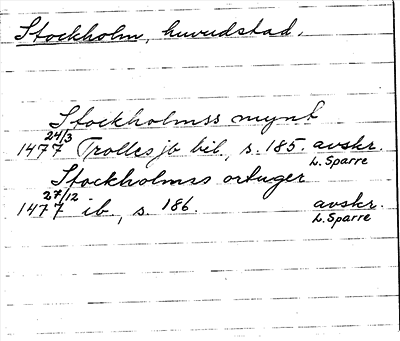 Stockholm, huvudstad.
Stockholmss mynt
1477 24/3 Trolles jb bil., s. 185. avskr. L. Sparre
Stockholmss ortuger
1477 27/12 ib., s. 186. avskr. L. Sparre